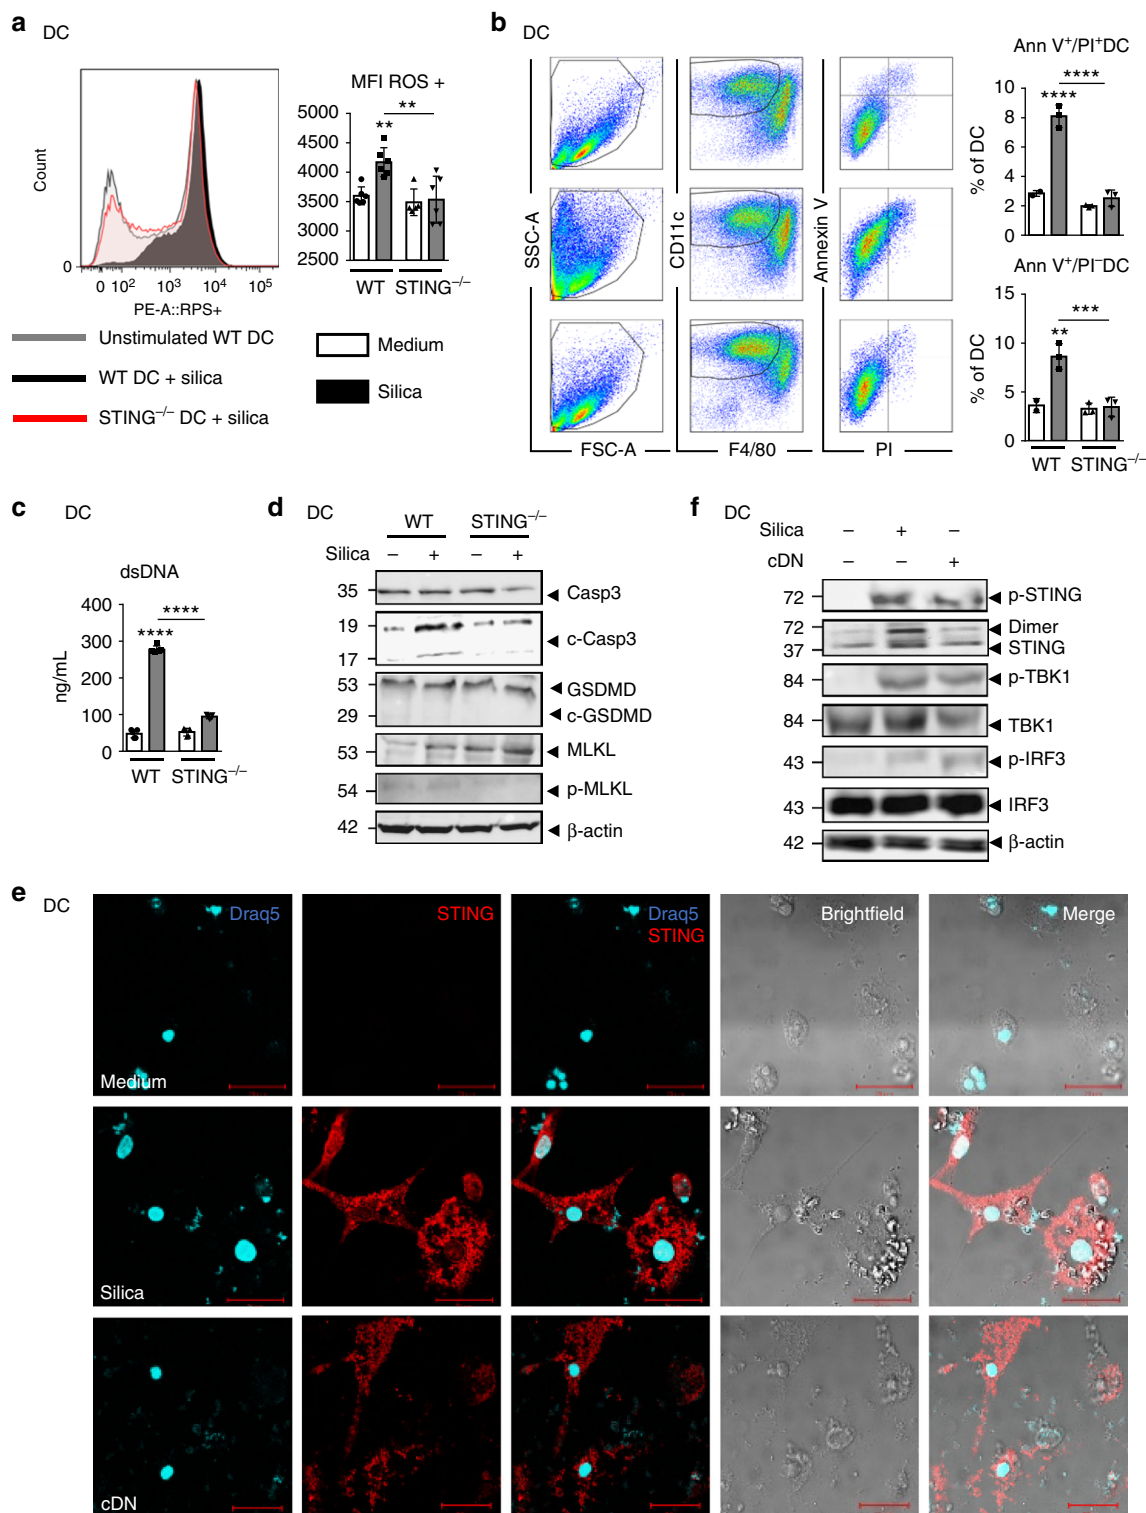 a DC
Count
0
0 10² 10³ 10⁴ 10⁵
PE-A::RPS+
Unstimulated WT DC
WT DC + silica
STING⁻/⁻ DC + silica
MFI ROS +
**
**
5000
4500
4000
3500
3000
2500
WT STING⁻/⁻
Medium
Silica
b DC
SSC-A
CD11c
Annexin V
FSC-A F4/80 PI
Ann V⁺/PI⁺DC
****
****
% of DC
10
8
6
4
2
0
Ann V⁺/PI⁻DC
***
**
% of DC
15
10
5
0
WT STING⁻/⁻
c DC
dsDNA
****
****
ng/mL
400
300
200
100
0
WT STING⁻/⁻
d DC
WT STING⁻/⁻
Silica – + – +
35 Casp3
19
c-Casp3
17
53 GSDMD
29 c-GSDMD
53 MLKL
54 p-MLKL
42 β-actin
f DC
Silica – + –
cDN – – +
72 p-STING
72 Dimer
37 STING
84 p-TBK1
84 TBK1
43 p-IRF3
43 IRF3
42 β-actin
e DC
Draq5 STING Draq5 Brightfield Merge
STING
Medium
Silica
cDN